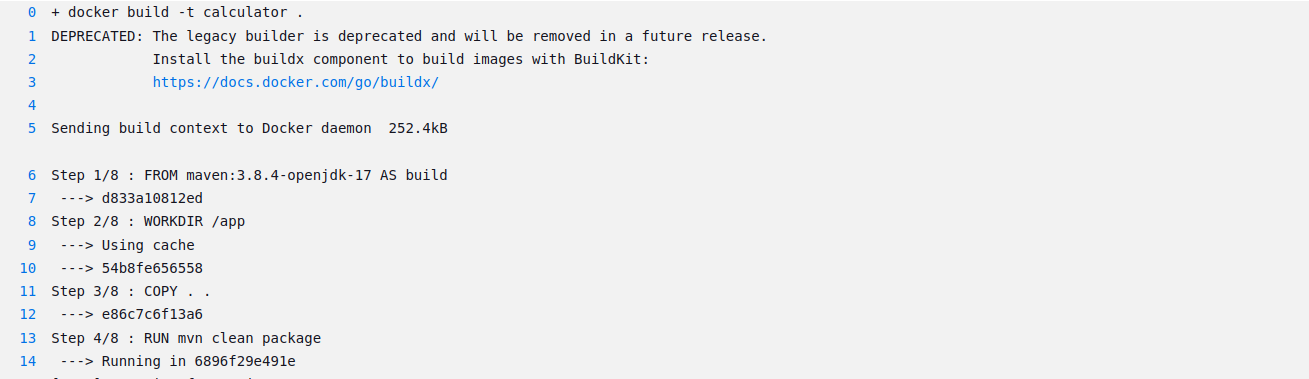 0 + docker build -t calculator .
1 DEPRECATED: The legacy builder is deprecated and will be removed in a future release.
2 Install the buildx component to build images with BuildKit:
3 https://docs.docker.com/go/buildx/
4
5 Sending build context to Docker daemon  252.4kB
6 Step 1/8 : FROM maven:3.8.4-openjdk-17 AS build
7 ---> d833a10812ed
8 Step 2/8 : WORKDIR /app
9 ---> Using cache
10 ---> 54b8fe656558
11 Step 3/8 : COPY . .
12 ---> e86c7c6f13a6
13 Step 4/8 : RUN mvn clean package
14 ---> Running in 6896f29e491e